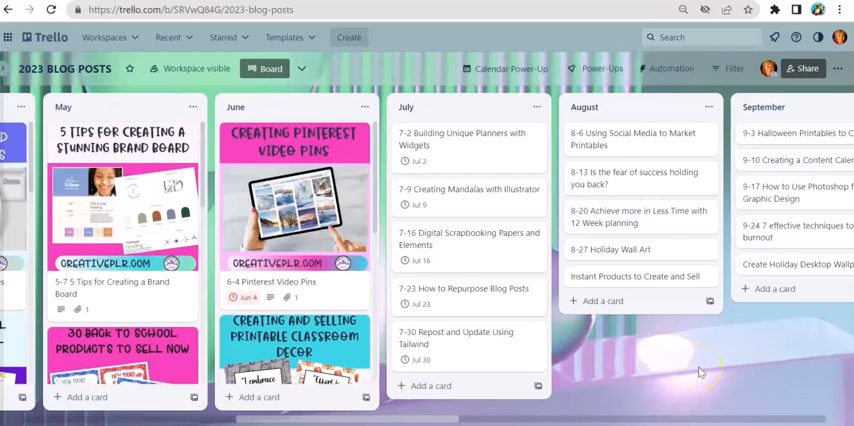 https://trello.com/b/SRVwQ84G/2023-blog-posts
Trello Workspaces Recent Starred Templates Create Search
2023 BLOG POSTS Workspace visible Board Calendar Power-Up Power-Ups Automation Filter Share
May
5 TIPS FOR CREATING A
STUNNING BRAND BOARD
CREATIVEPLR.COM
5-7 5 Tips for Creating a Brand
Board
1
30 BACK TO SCHOOL
PRODUCTS TO SELL NOW
Add a card
June
CREATING PINTEREST
VIDEO PINS
CREATIVEPLR.COM
6-4 Pinterest Video Pins
Jun 4
1
CREATING AND SELLING
PRINTABLE CLASSROOM
DECOR
Add a card
July
7-2 Building Unique Planners with
Widgets
Jul 2
7-9 Creating Mandalas with Illustrator
Jul 9
7-16 Digital Scrapbooking Papers and
Elements
Jul 16
7-23 How to Repurpose Blog Posts
Jul 23
7-30 Repost and Update Using
Tailwind
Jul 30
Add a card
August
8-6 Using Social Media to Market
Printables
8-13 Is the fear of success holding
you back?
8-20 Achieve more in Less Time with
12 Week planning
8-27 Holiday Wall Art
Instant Products to Create and Sell
Add a card
September
9-3 Halloween Printables to C
9-10 Creating a Content Caler
9-17 How to Use Photoshop f
Graphic Design
9-24 7 effective techniques to
burnout
Create Holiday Desktop Wallp
Add a card